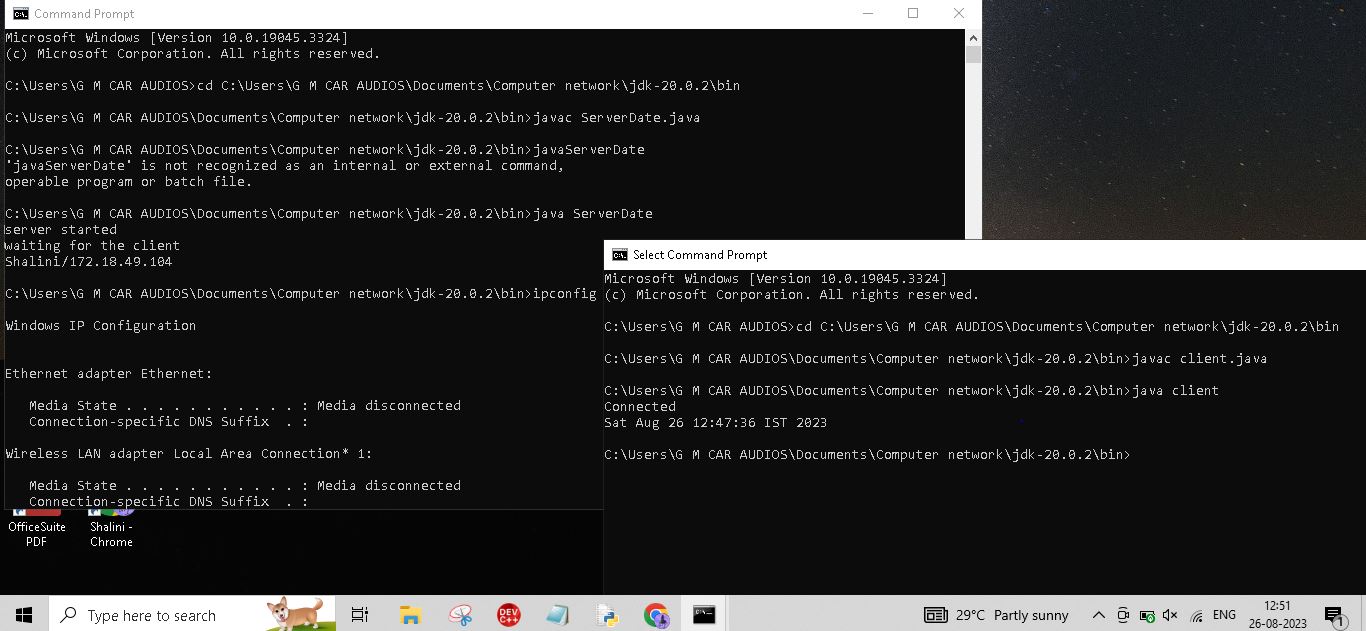 Command Prompt
Microsoft Windows [Version 10.0.19045.3324]
(c) Microsoft Corporation. All rights reserved.
C:\Users\G M CAR AUDIOS>cd C:\Users\G M CAR AUDIOS\Documents\Computer network\jdk-20.0.2\bin
C:\Users\G M CAR AUDIOS\Documents\Computer network\jdk-20.0.2\bin>javac ServerDate.java
C:\Users\G M CAR AUDIOS\Documents\Computer network\jdk-20.0.2\bin>javaServerDate
'javaServerDate' is not recognized as an internal or external command,
operable program or batch file.
C:\Users\G M CAR AUDIOS\Documents\Computer network\jdk-20.0.2\bin>java ServerDate
server started
waiting for the client
Shalini/172.18.49.104
C:\Users\G M CAR AUDIOS\Documents\Computer network\jdk-20.0.2\bin>ipconfig
Windows IP Configuration
Ethernet adapter Ethernet:
Media State . . . . . . . . . . . : Media disconnected
Connection-specific DNS Suffix  . :
Wireless LAN adapter Local Area Connection* 1:
Media State . . . . . . . . . . . : Media disconnected
Connection-specific DNS Suffix  . :
Select Command Prompt
Microsoft Windows [Version 10.0.19045.3324]
(c) Microsoft Corporation. All rights reserved.
C:\Users\G M CAR AUDIOS>cd C:\Users\G M CAR AUDIOS\Documents\Computer network\jdk-20.0.2\bin
C:\Users\G M CAR AUDIOS\Documents\Computer network\jdk-20.0.2\bin>javac client.java
C:\Users\G M CAR AUDIOS\Documents\Computer network\jdk-20.0.2\bin>java client
Connected
Sat Aug 26 12:47:36 IST 2023
C:\Users\G M CAR AUDIOS\Documents\Computer network\jdk-20.0.2\bin>
OfficeSuite
PDF
Shalini -
Chrome
Type here to search
DEV
C++
29°C Partly sunny
ENG
12:51
26-08-2023
1